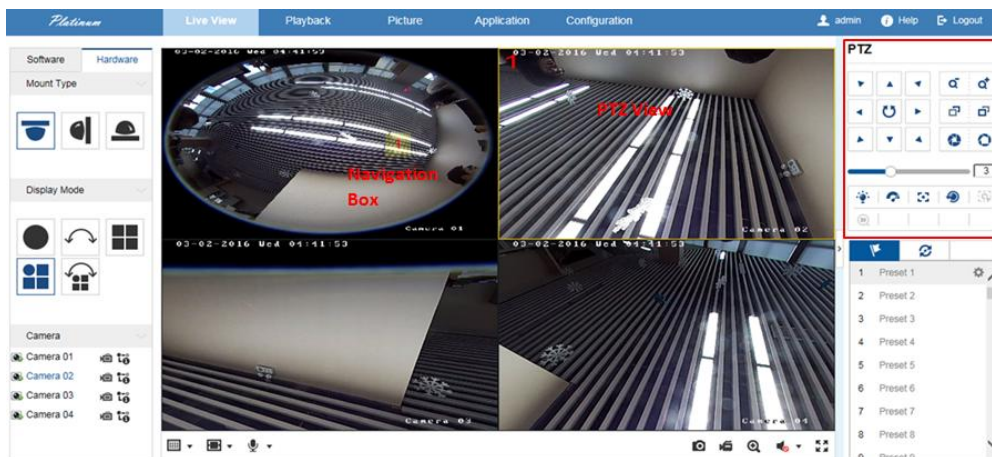 Platinum
Live View
Playback
Picture
Application
Configuration
admin
Help
Logout
Software
Hardware
Mount Type
Display Mode
Camera
Camera 01
Camera 02
Camera 03
Camera 04
03-02-2016 Wed 04:41:53
1
Navigation
Box
Camera 01
03-02-2016 Wed 04:41:53
1
PTZ View
Camera 02
03-02-2016 Wed 04:41:53
Camera 03
03-02-2016 Wed 04:41:53
Camera 04
PTZ
3
1 Preset 1
2 Preset 2
3 Preset 3
4 Preset 4
5 Preset 5
6 Preset 6
7 Preset 7
8 Preset 8
9 Preset 9